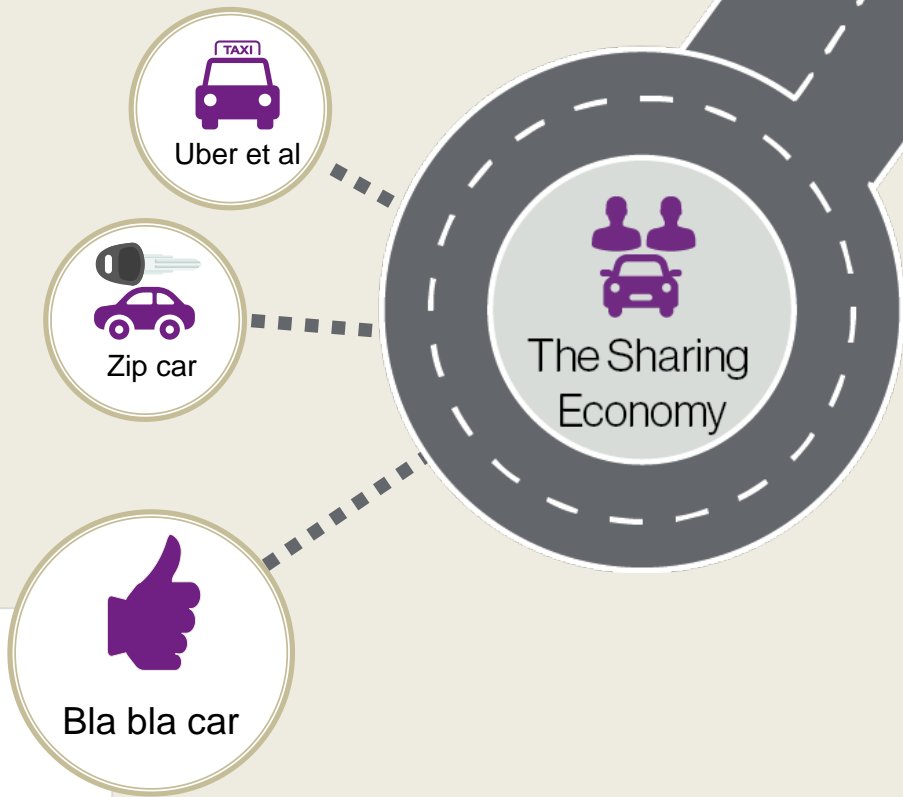 TAXI
Uber et al
Zip car
The Sharing
Economy
Bla bla car